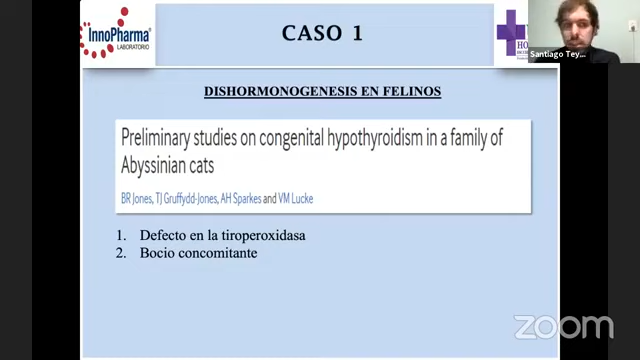 InnoPharma
LABORATORIO
CASO 1
Santiago Tey...
DISHORMONOGENESIS EN FELINOS
Preliminary studies on congenital hypothyroidism in a family of
Abyssinian cats
BR Jones, TJ Gruffydd-Jones, AH Sparkes and VM Lucke
1. Defecto en la tiroperoxidasa
2. Bocio concomitante
zoom